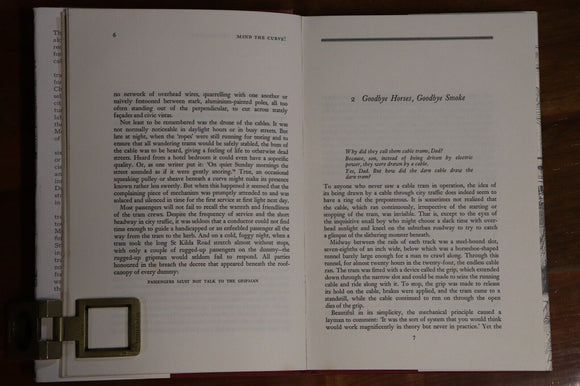 6
MIND THE CURVE!
no network of overhead wires, quarrelling with one another or
naively festooned between stark, aluminium-painted poles, all too
often standing out of the perpendicular, to cut across stately
façades and civic vistas.
Not least to be remembered was the drone of the cables. It was
not normally noticeable in daylight hours or in busy streets. But
late at night, when the 'ropes' were still running for testing and to
ensure that all wandering trams would be safely stabled, the hum of
the cable was to be heard, giving a feeling of life to otherwise dead
streets. Heard from a hotel bedroom it could even have a soporific
quality. Or, as one writer put it: 'On quiet Sunday mornings the
street sounded as if it were gently snoring.' True, an occasional
squeaking pulley or sheave beneath a curve might make its presence
known rather less sweetly. But when this happened it seemed the
complaining piece of mechanism was promptly attended to and was
solaced and silenced in time for the first service at first light next day.
Most passengers will not fail to recall the warmth and friendliness
of the tram crews. Despite the frequency of service and the short
headway in city traffic, it was seldom that a conductor could not find
time enough to guide a handicapped or an enfeebled passenger all the
way from the tram to the kerb. And on a cold, foggy night, when a
tram took the long St Kilda Road stretch almost without stops,
with only a couple of rugged-up passengers on the dummy—the
rugged-up gripman would seldom fail to respond. All parties
honoured in the breach the decree that appeared beneath the roof-
canopy of every dummy:
PASSENGERS MUST NOT TALK TO THE GRIPMAN
2 Goodbye Horses, Goodbye Smoke
Why did they call them cable trams, Dad?
Because, son, instead of being driven by electric
power, they were drawn by a cable.
Yes, Dad. But how did the darn cable draw the
darn tram?
To anyone who never saw a cable tram in operation, the idea of
its being drawn by a cable through city traffic does indeed seem to
have a ring of the preposterous. It is sometimes not realized that
the cable, which ran continuously, irrespective of the starting or
stopping of the tram, was invisible. That is, except to the eyes of
the inquisitive small boy who might glimpse a slack time with over-
head sunlight and kneel on the suburban roadway to try to catch
a glimpse of the slithering moment beneath.
Midway between the rails of each track was a steel-bound slot,
seven-eighths of an inch wide, below which was a horseshoe-shaped
tunnel barely large enough for a man to crawl along. Through this
tunnel, for almost twenty hours in the twenty-four, the endless cable
ran. The tram was fitted with a device called the grip, which extended
down through the narrow slot and could be made to seize the running
cable and ride along with it. To stop, the grip was made to release
its hold on the cable, brakes were applied, and the tram came to a
standstill, while the cable continued to run on through the open
dies of the grip.
Beautiful in its simplicity, the mechanical principle caused a
layman to comment: 'It was the sort of system that you would think
would work magnificently in theory but never in practice.' Yet the
7